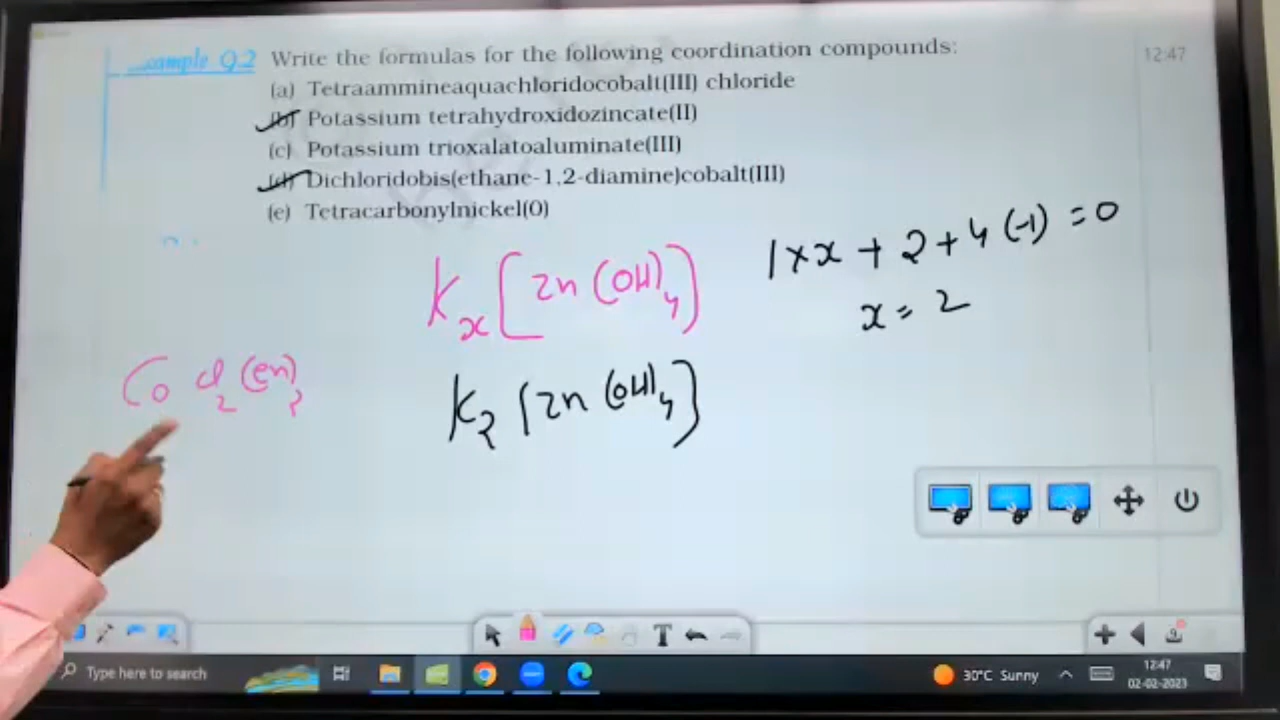 Example 9.2 Write the formulas for the following coordination compounds:
12:47
(a) Tetraammineaquachloridocobalt(III) chloride
(b) Potassium tetrahydroxidozincate(II)
(c) Potassium trioxalatoaluminate(III)
(d) Dichloridobis(ethane-1,2-diamine)cobalt(III)
(e) Tetracarbonylnickel(0)
Kx[Zn(OH)4]
1×x + 2 + 4(-1) = 0
x = 2
CoCl2(en)2
K2[Zn(OH)4]
T
Type here to search
30°C Sunny
12:47
02-02-2023